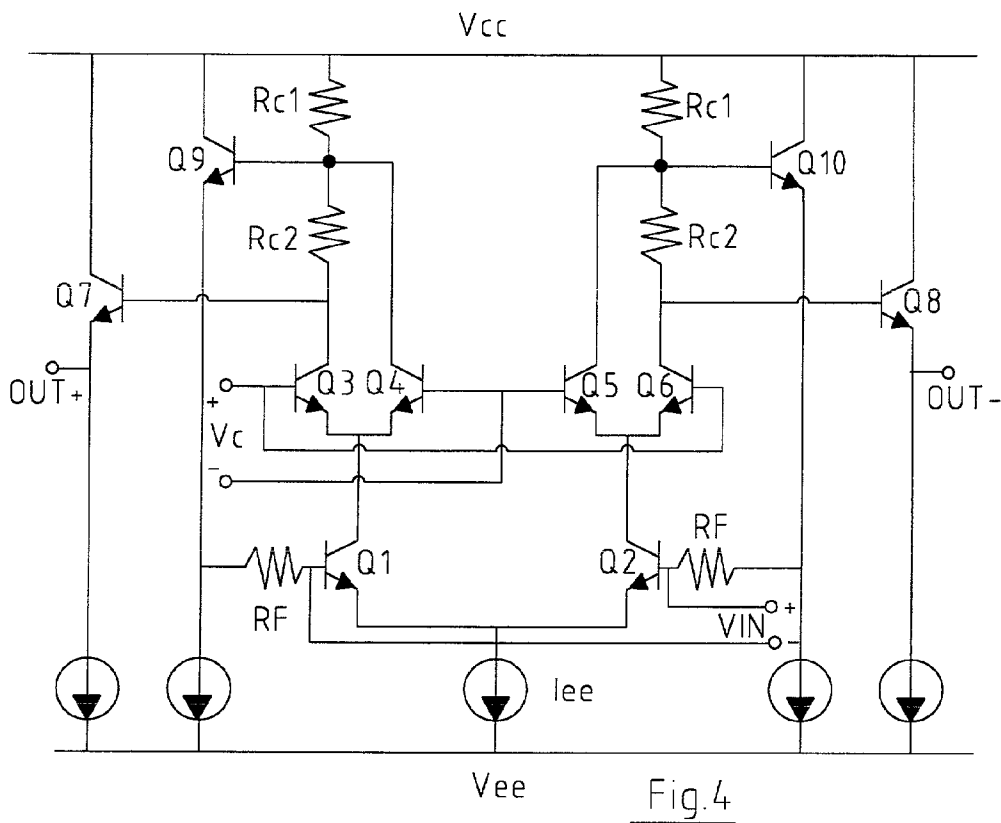 Vcc
Rc1
Rc1
Q9
Q10
Rc2
Rc2
Q7
Q8
OUT+
Q3
Q4
Q5
Q6
OUT-
+
Vc
-
RF
Q1
Q2
RF
+
VIN
-
Iee
Vee
Fig.4